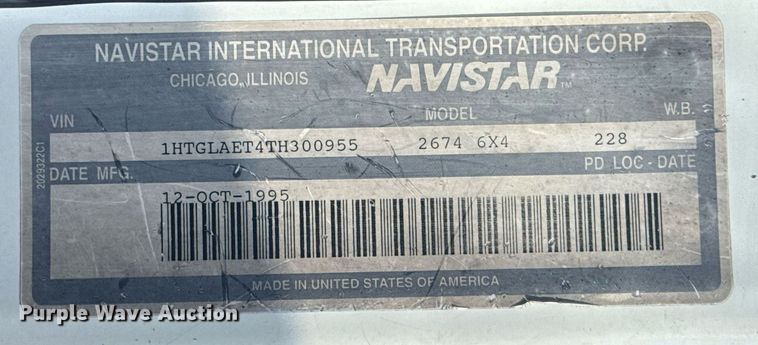 NAVISTAR INTERNATIONAL TRANSPORTATION CORP.
CHICAGO, ILLINOIS NAVISTAR™
VIN MODEL W.B.
1HTGLAET4TH300955 2674 6X4 228
DATE MFG. PD LOC - DATE
12-OCT-1995
MADE IN UNITED STATES OF AMERICA
2029322C1
Purple Wave Auction